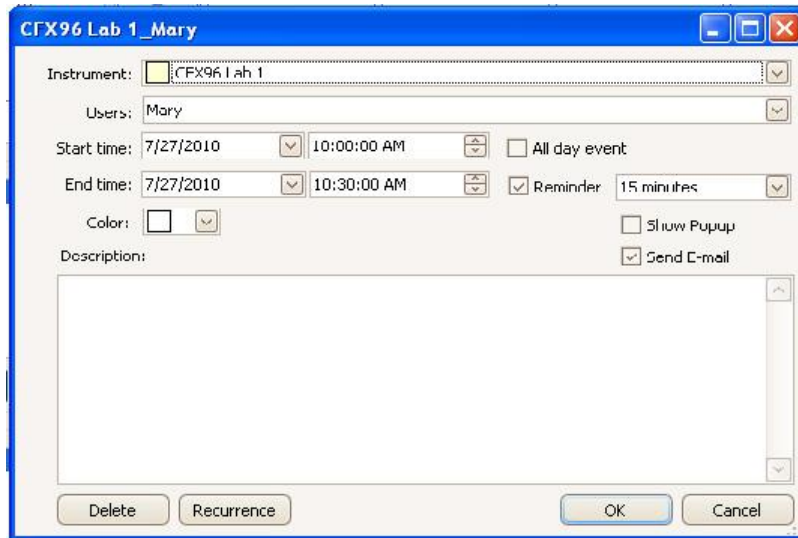 CFX96 Lab 1_Mary
Instrument: CFX96 Lab 1
Users: Mary
Start time: 7/27/2010 10:00:00 AM All day event
End time: 7/27/2010 10:30:00 AM Reminder 15 minutes
Color: Show Popup
Description: Send E-mail
Delete Recurrence OK Cancel